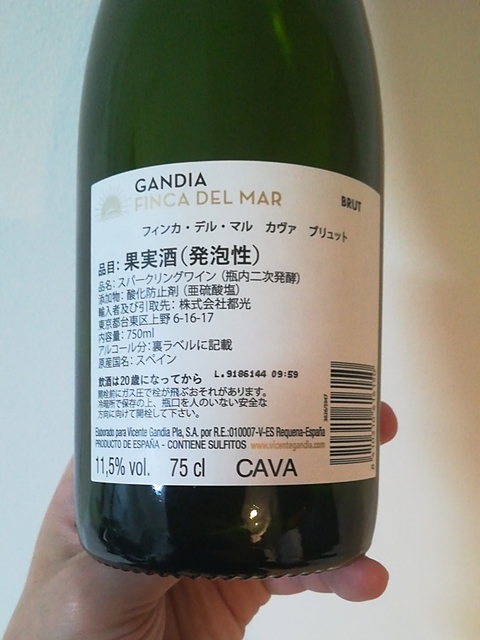 GANDIA
FINCA DEL MAR
BRUT
フィンカ・デル・マル カヴァ ブリュット
品目：果実酒（発泡性）
品名：スパークリングワイン（瓶内二次発酵）
添加物：酸化防止剤（亜硫酸塩）
輸入者及び引取先：株式会社都光
東京都台東区上野 6-16-17
内容量：750ml
アルコール分：裏ラベルに記載
原産国名：スペイン
L.9186144 09:59
飲酒は20歳になってから
開栓前にガス圧で栓が飛ぶおそれがあります。
冷暗所で保存の上、瓶口を人のいない安全な
方向に向けて開栓して下さい。
Elaborado para Vicente Gandia Pla, S.A. por R.E.:010007-V-ES Requena-España
PRODUCTO DE ESPAÑA - CONTIENE SULFITOS www.vicentegandia.com
11,5% vol. 75 cl CAVA